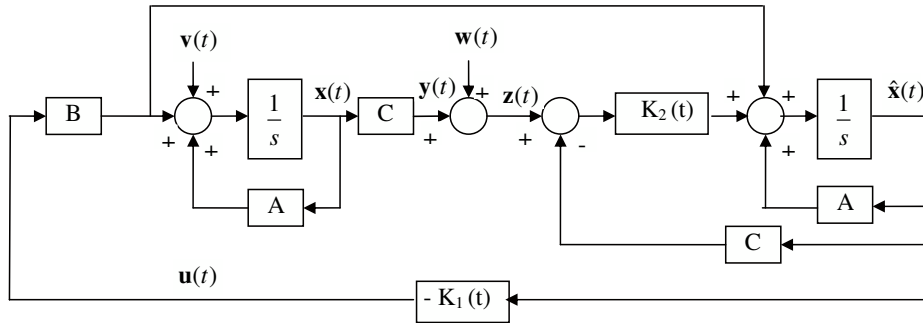 v(t)
w(t)
B
+
+
+
1
s
x(t)
C
y(t)
+
+
z(t)
+
-
K₂ (t)
+
+
+
1
s
x̂(t)
A
A
C
u(t)
- K₁ (t)